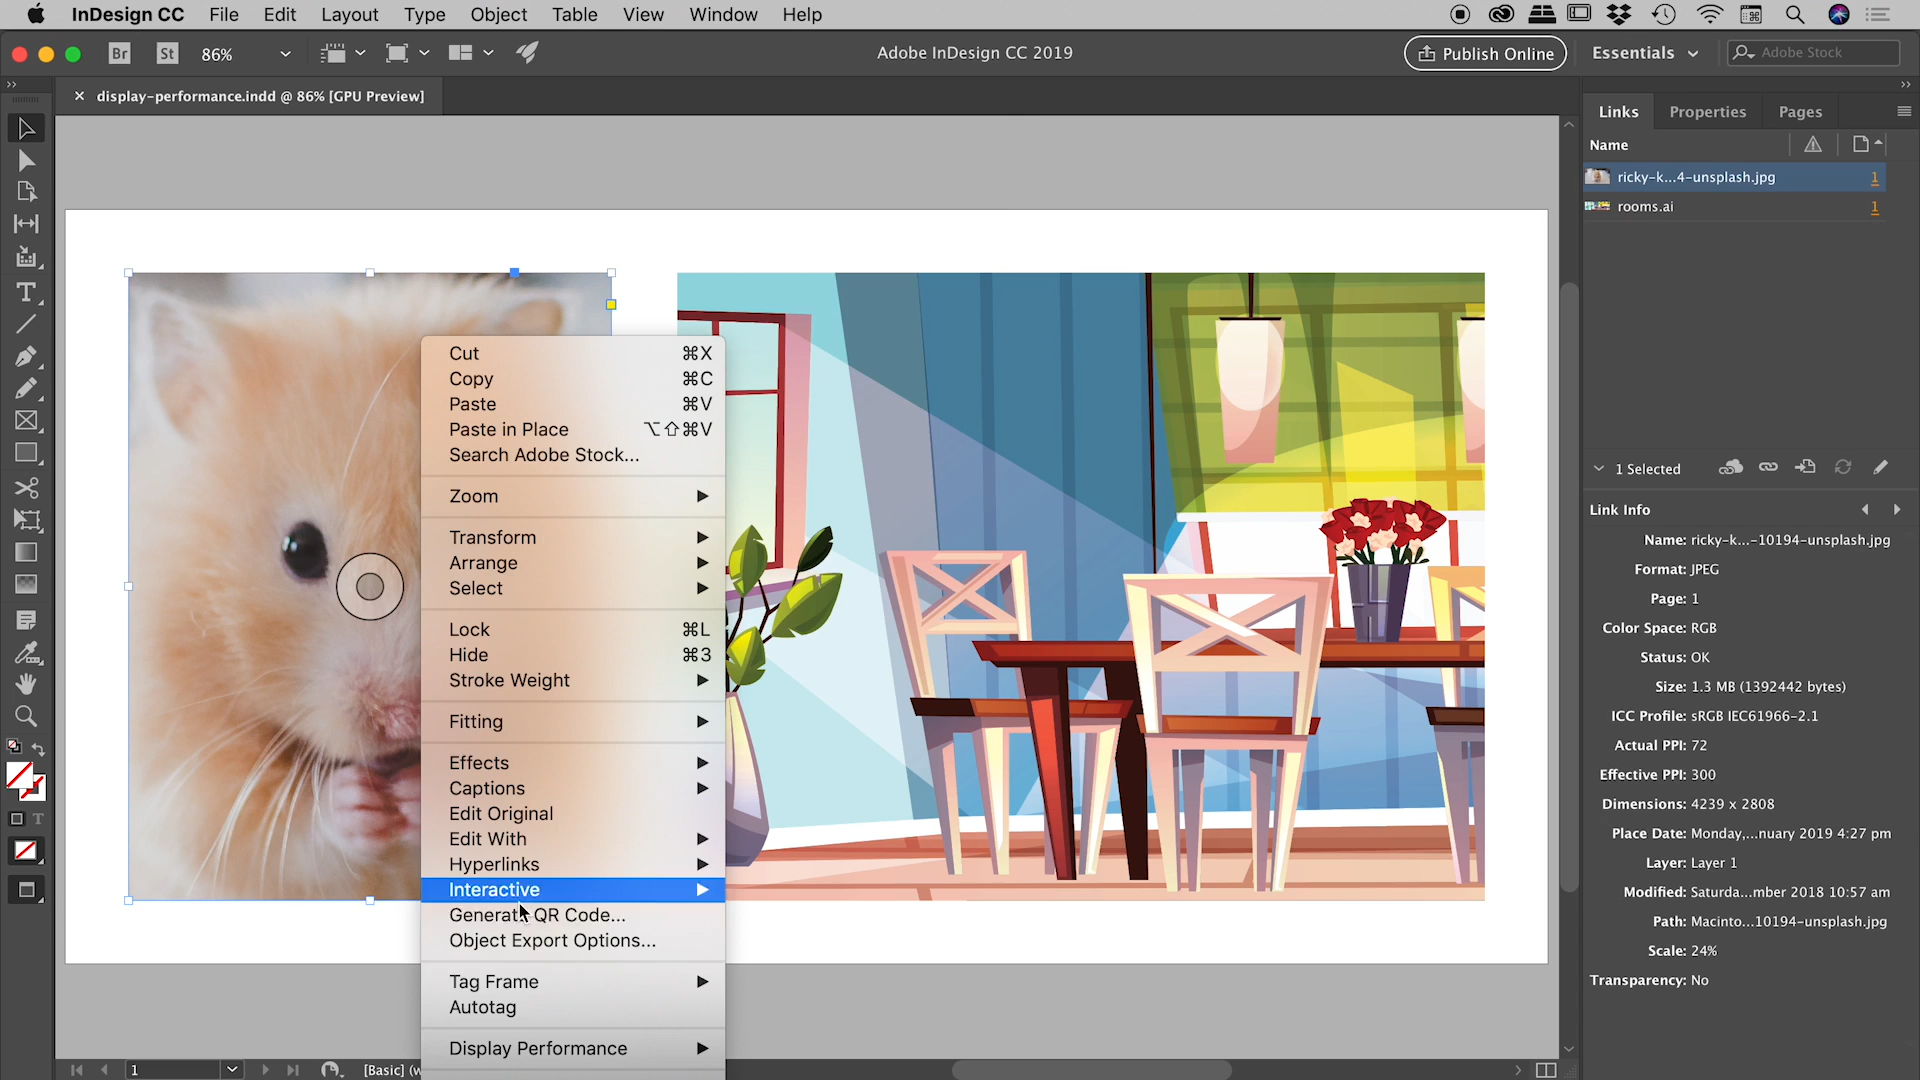 InDesign CC File Edit Layout Type Object Table View Window Help
Br St 86% Adobe InDesign CC 2019 Publish Online Essentials Adobe Stock
× display-performance.indd @ 86% [GPU Preview]
Cut ⌘X
Copy ⌘C
Paste ⌘V
Paste in Place ⌥⇧⌘V
Search Adobe Stock...
Zoom
Transform
Arrange
Select
Lock ⌘L
Hide ⌘3
Stroke Weight
Fitting
Effects
Captions
Edit Original
Edit With
Hyperlinks
Interactive
Generate QR Code...
Object Export Options...
Tag Frame
Autotag
Display Performance
1 [Basic] (w
Links Properties Pages
Name
ricky-k...4-unsplash.jpg 1
rooms.ai 1
1 Selected
Link Info
Name: ricky-k...-10194-unsplash.jpg
Format: JPEG
Page: 1
Color Space: RGB
Status: OK
Size: 1.3 MB (1392442 bytes)
ICC Profile: sRGB IEC61966-2.1
Actual PPI: 72
Effective PPI: 300
Dimensions: 4239 x 2808
Place Date: Monday,...nuary 2019 4:27 pm
Layer: Layer 1
Modified: Saturda...mber 2018 10:57 am
Path: Macinto...10194-unsplash.jpg
Scale: 24%
Transparency: No